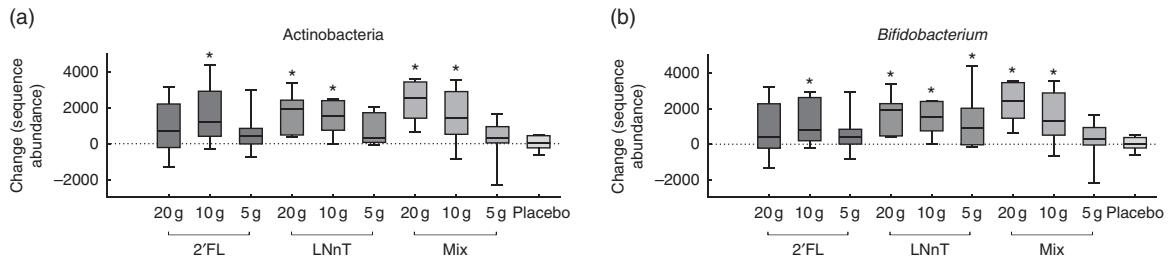 (a)
Actinobacteria
Change (sequence
abundance)
4000
2000
0
−2000
* * * * *
20 g 10 g 5 g 20 g 10 g 5 g 20 g 10 g 5 g Placebo
2′FL LNnT Mix
(b)
Bifidobacterium
Change (sequence
abundance)
4000
2000
0
−2000
* * * * * *
20 g 10 g 5 g 20 g 10 g 5 g 20 g 10 g 5 g Placebo
2′FL LNnT Mix